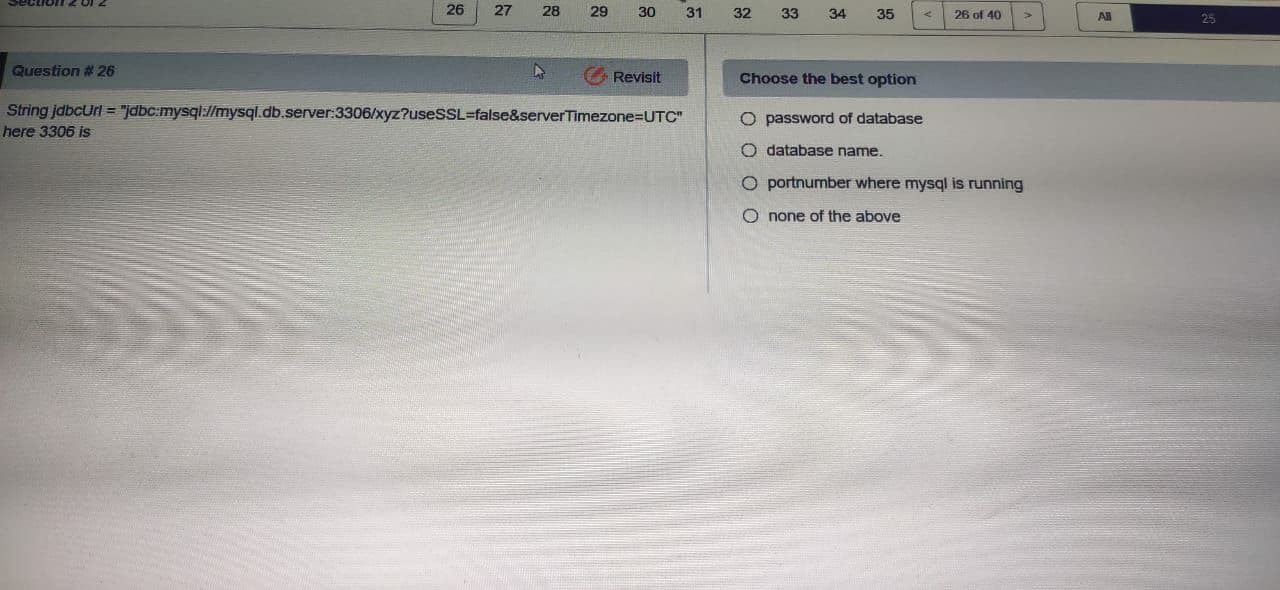 Section 2 of 2
26 27 28 29 30 31 32 33 34 35 < 26 of 40 > All 25
Question # 26
Revisit
String jdbcUrl = "jdbc:mysql://mysql.db.server:3306/xyz?useSSL=false&serverTimezone=UTC"
here 3306 is
Choose the best option
password of database
database name.
portnumber where mysql is running
none of the above